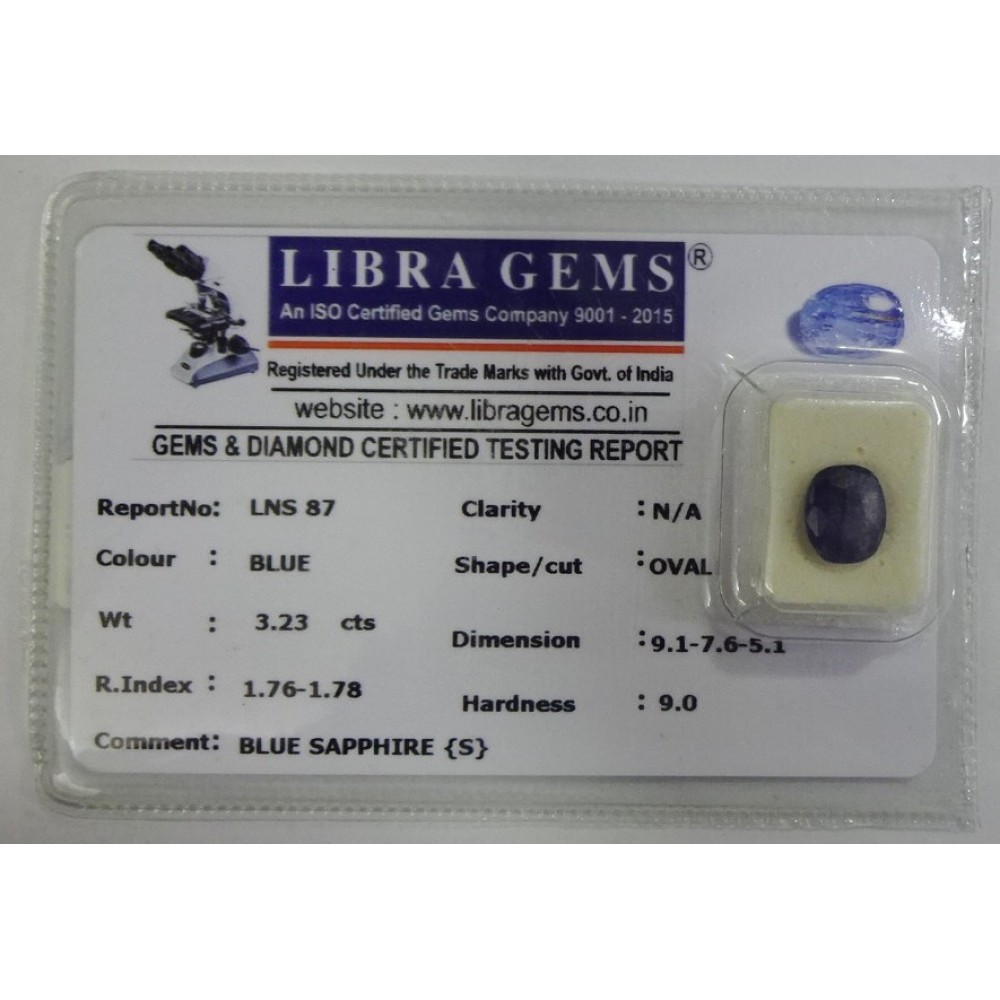 LIBRA GEMS ®
An ISO Certified Gems Company 9001 - 2015
Registered Under the Trade Marks with Govt. of India
website : www.libragems.co.in
GEMS & DIAMOND CERTIFIED TESTING REPORT
ReportNo: LNS 87 Clarity : N/A
Colour : BLUE Shape/cut : OVAL
Wt : 3.23 cts Dimension : 9.1-7.6-5.1
R.Index : 1.76-1.78 Hardness : 9.0
Comment: BLUE SAPPHIRE {S}